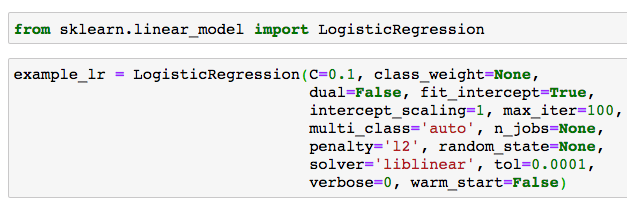 from sklearn.linear_model import LogisticRegression
example_lr = LogisticRegression(C=0.1, class_weight=None,
dual=False, fit_intercept=True,
intercept_scaling=1, max_iter=100,
multi_class='auto', n_jobs=None,
penalty='l2', random_state=None,
solver='liblinear', tol=0.0001,
verbose=0, warm_start=False)